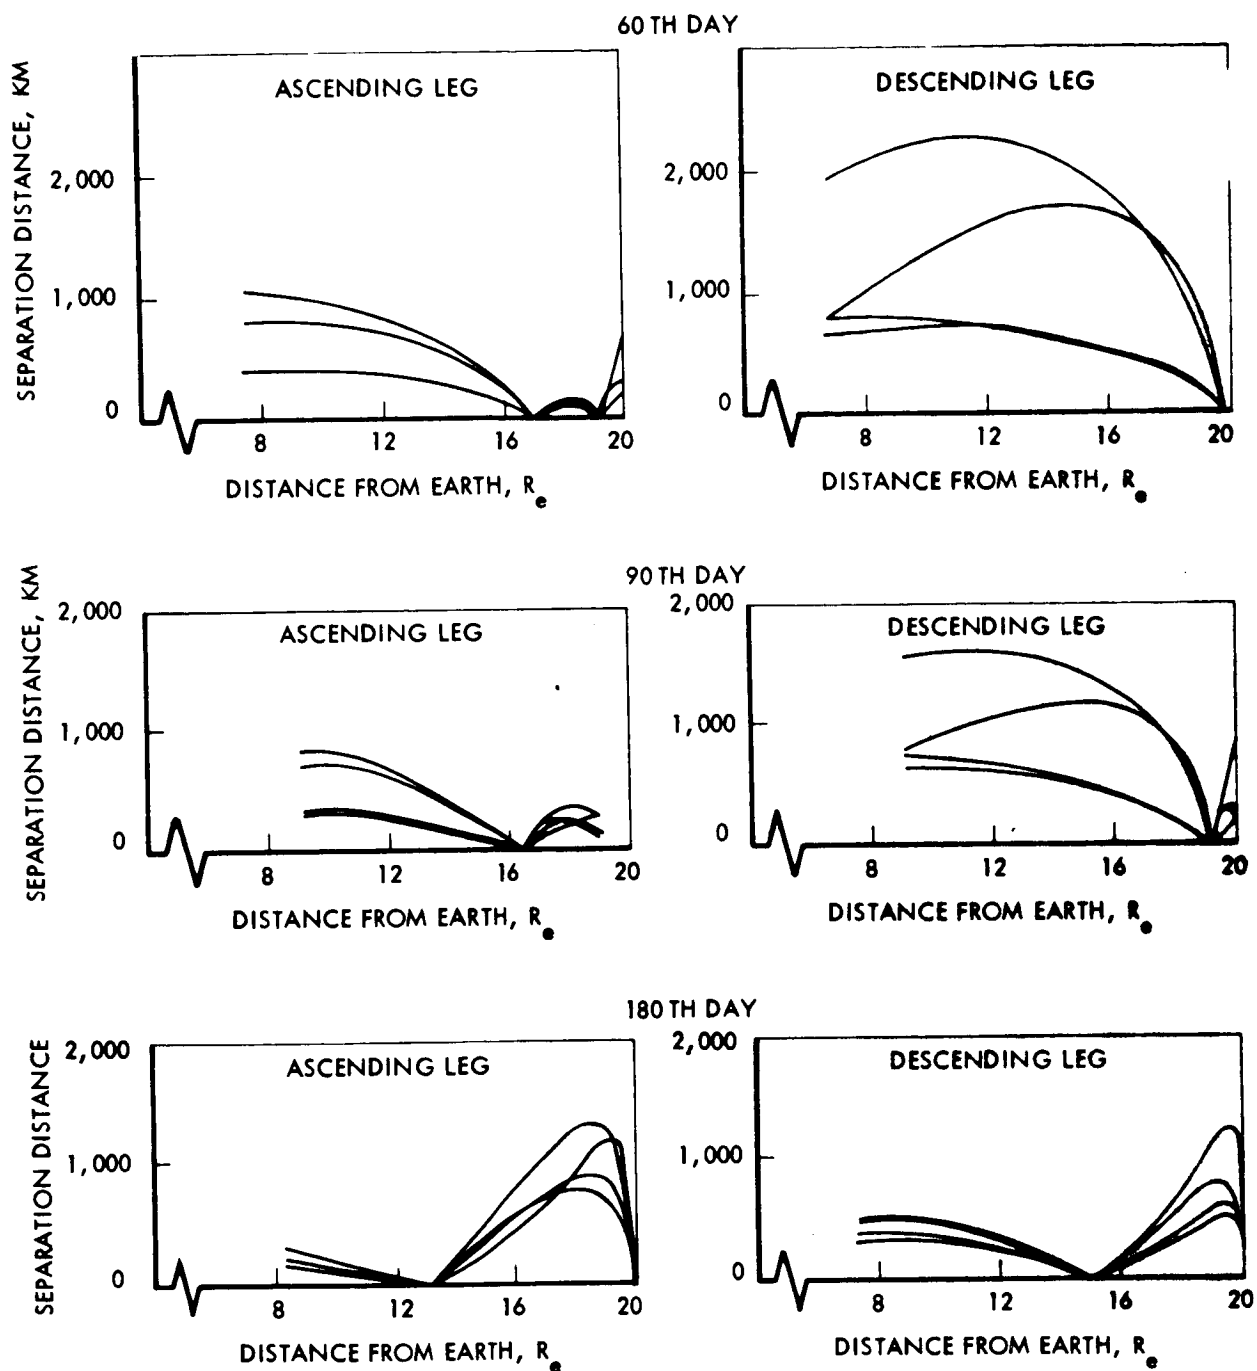 60 TH DAY
SEPARATION DISTANCE, KM
ASCENDING LEG
2,000
1,000
0
8 12 16 20
DISTANCE FROM EARTH, Re
DESCENDING LEG
2,000
1,000
0
8 12 16 20
DISTANCE FROM EARTH, Re
90 TH DAY
SEPARATION DISTANCE, KM
ASCENDING LEG
2,000
1,000
0
8 12 16 20
DISTANCE FROM EARTH, Re
DESCENDING LEG
2,000
1,000
0
8 12 16 20
DISTANCE FROM EARTH, Re
180 TH DAY
SEPARATION DISTANCE
ASCENDING LEG
2,000
1,000
0
8 12 16 20
DISTANCE FROM EARTH, Re
DESCENDING LEG
2,000
1,000
0
8 12 16 20
DISTANCE FROM EARTH, Re